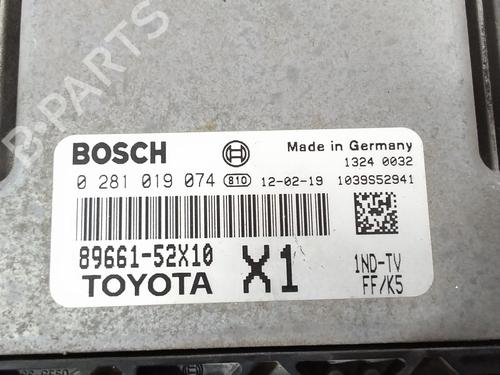 B-PARTS
BOSCH
Made in Germany
1324 0032
0 281 019 074 810 12-02-19 1039S52941
89661-52X10
TOYOTA
X1
1ND-TV
FF/K5